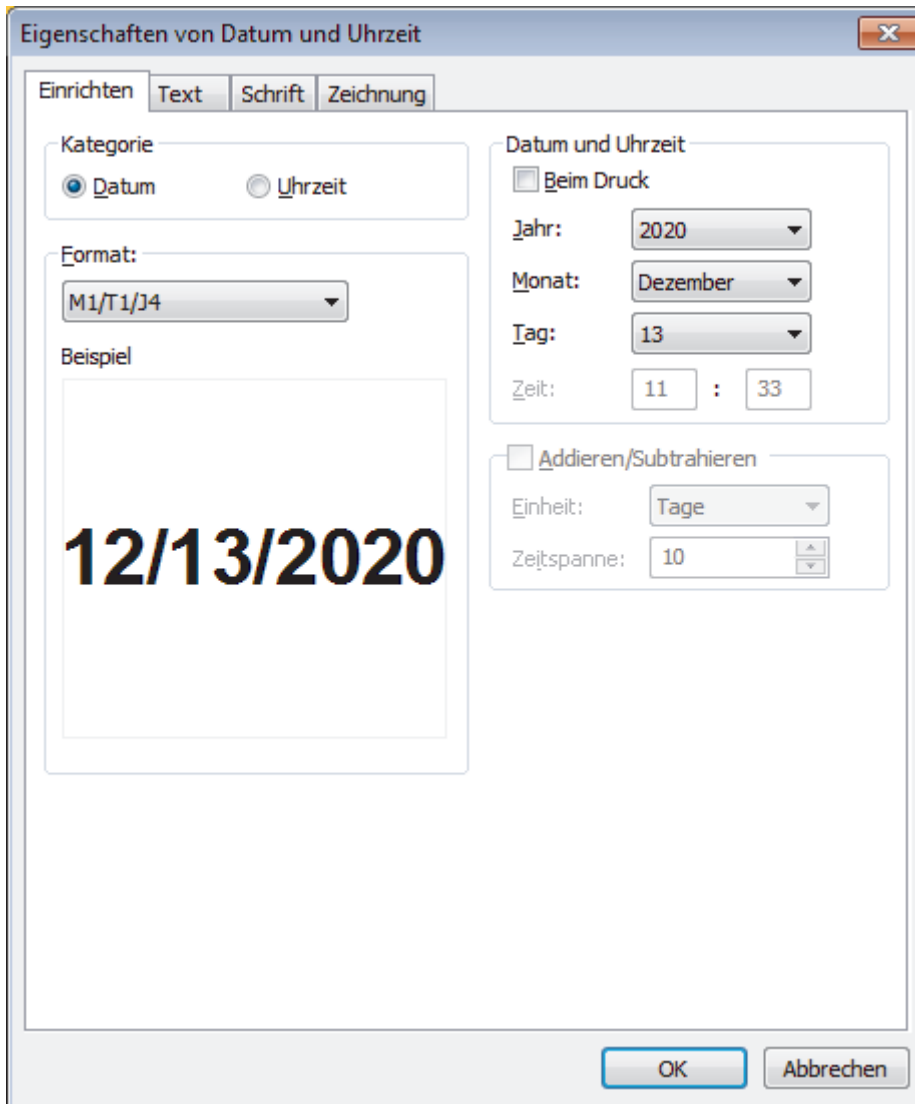 Eigenschaften von Datum und Uhrzeit
Einrichten Text Schrift Zeichnung
Kategorie
Datum Uhrzeit
Format:
M1/T1/J4
Beispiel
12/13/2020
Datum und Uhrzeit
Beim Druck
Jahr: 2020
Monat: Dezember
Tag: 13
Zeit: 11 : 33
Addieren/Subtrahieren
Einheit: Tage
Zeitspanne: 10
OK Abbrechen